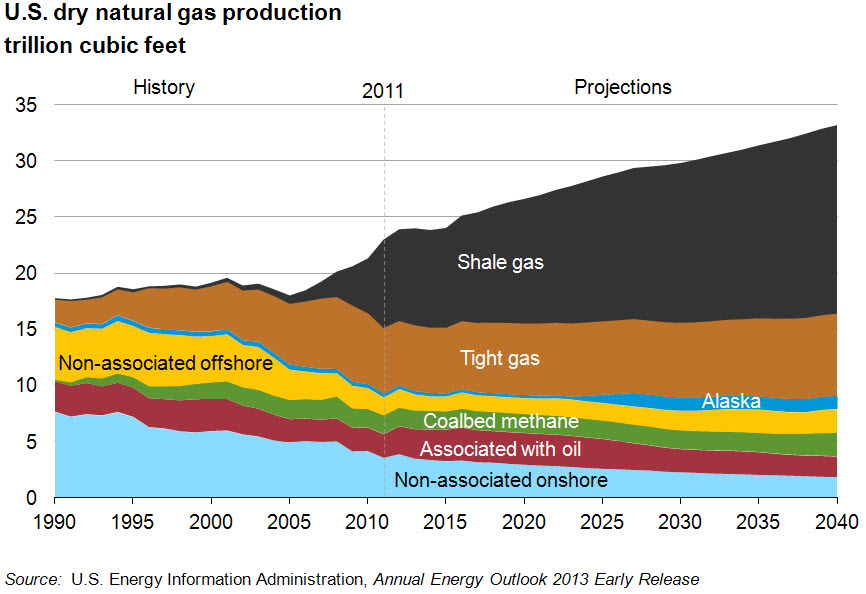 U.S. dry natural gas production
trillion cubic feet
History
2011
Projections
35
30
25
20
15
10
5
0
Shale gas
Tight gas
Non-associated offshore
Alaska
Coalbed methane
Associated with oil
Non-associated onshore
1990 1995 2000 2005 2010 2015 2020 2025 2030 2035 2040
Source: U.S. Energy Information Administration, Annual Energy Outlook 2013 Early Release